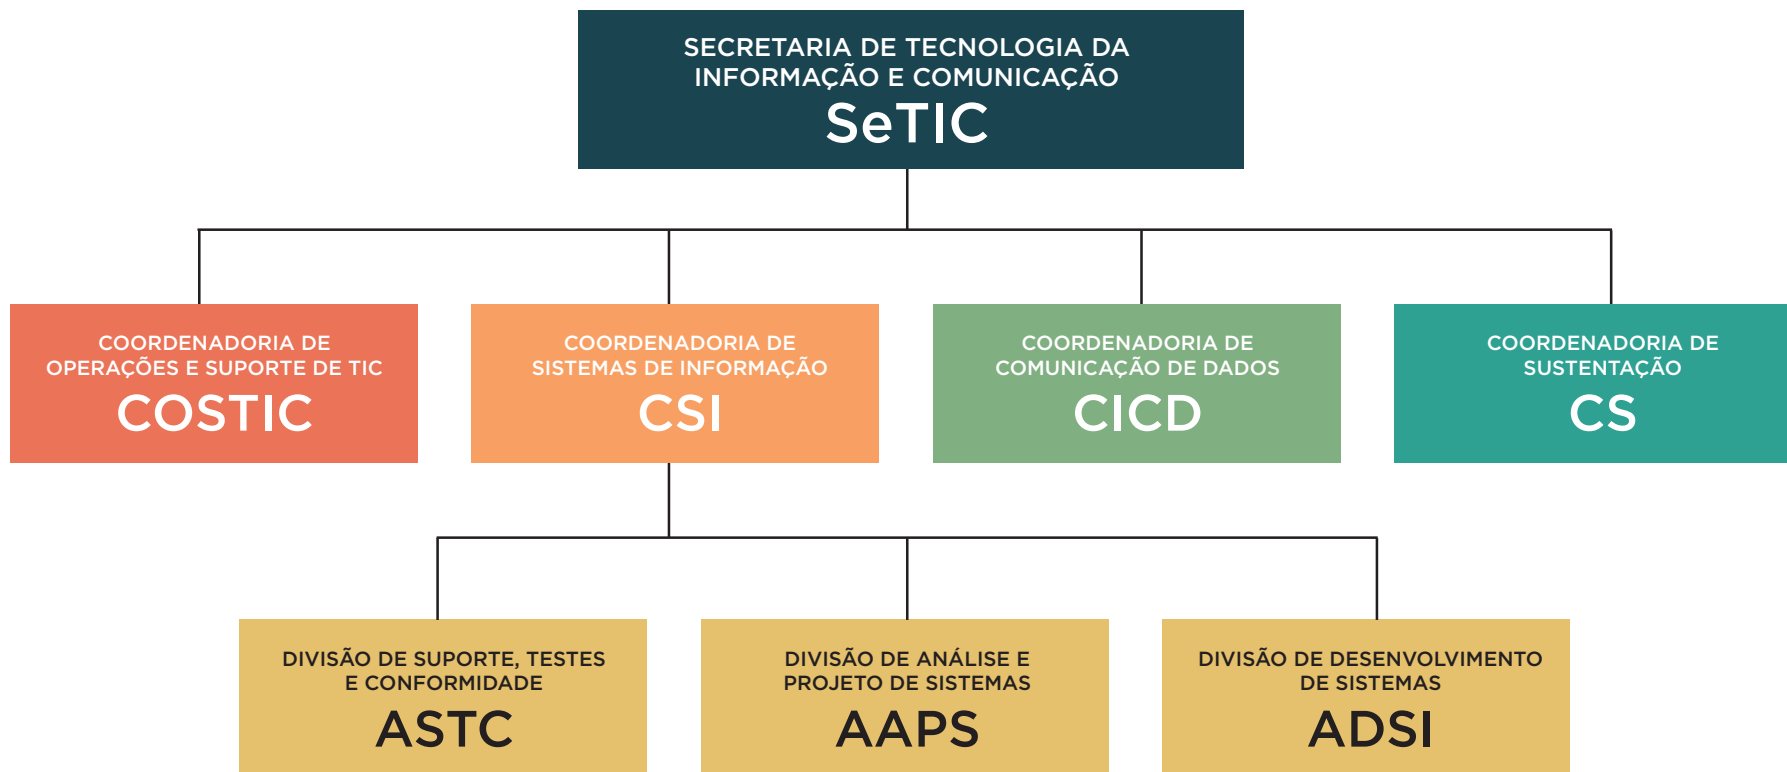 SECRETARIA DE TECNOLOGIA DA
INFORMAÇÃO E COMUNICAÇÃO
SeTIC
COORDENADORIA DE
OPERAÇÕES E SUPORTE DE TIC
COSTIC
COORDENADORIA DE
SISTEMAS DE INFORMAÇÃO
CSI
COORDENADORIA DE
COMUNICAÇÃO DE DADOS
CICD
COORDENADORIA DE
SUSTENTAÇÃO
CS
DIVISÃO DE SUPORTE, TESTES
E CONFORMIDADE
ASTC
DIVISÃO DE ANÁLISE E
PROJETO DE SISTEMAS
AAPS
DIVISÃO DE DESENVOLVIMENTO
DE SISTEMAS
ADSI